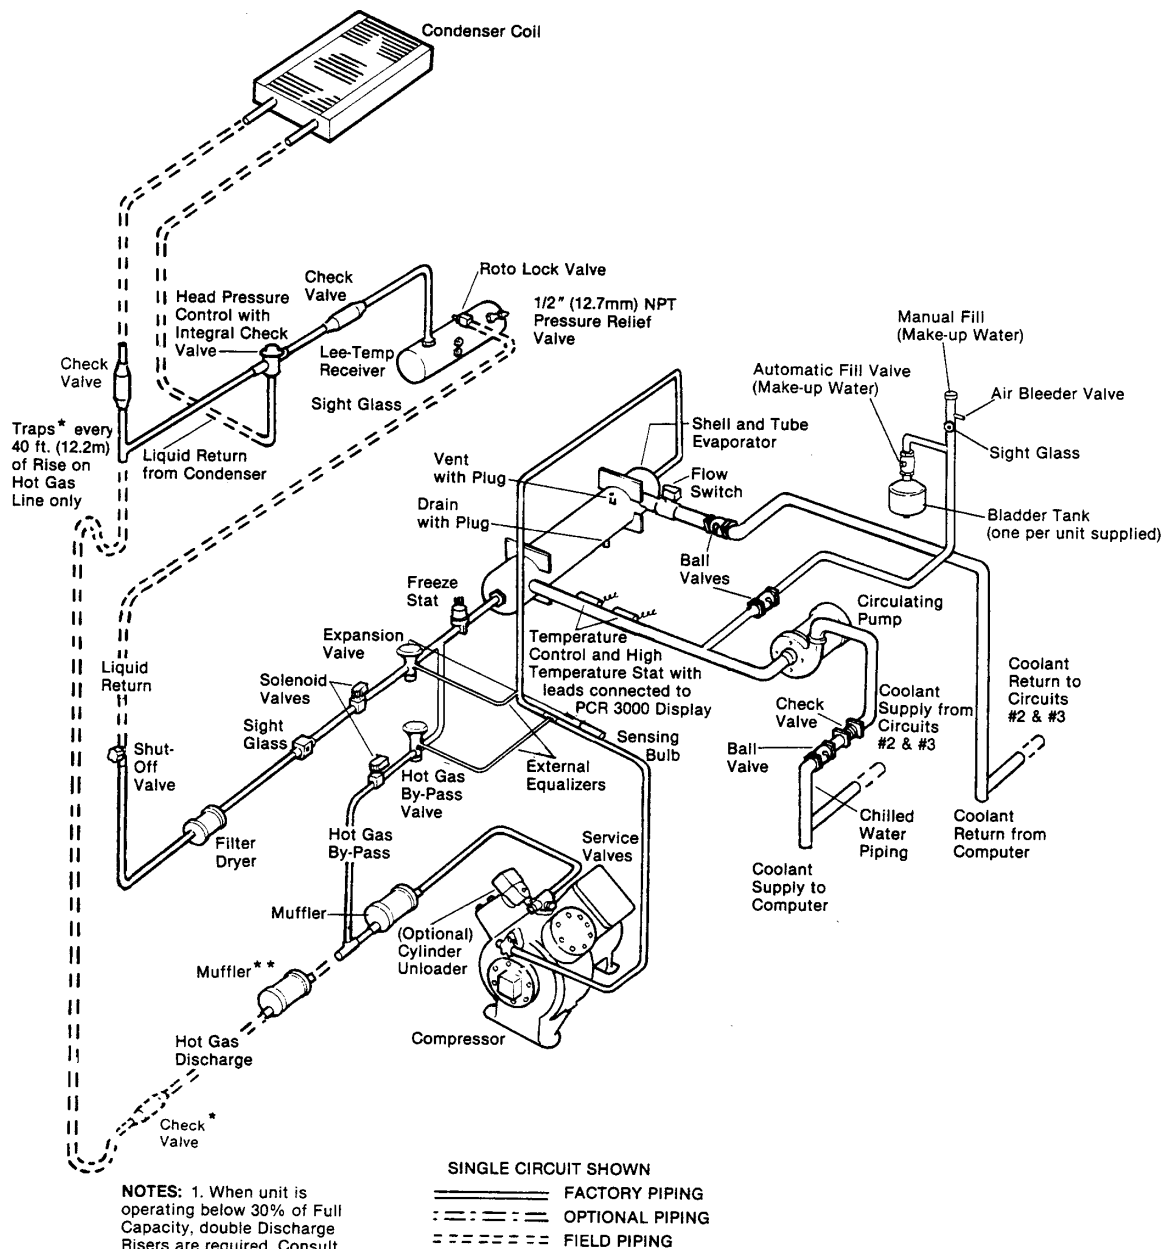 Condenser Coil
Roto Lock Valve
Check
Valve
1/2″ (12.7mm) NPT
Pressure Relief
Valve
Head Pressure
Control with
Integral Check
Valve
Lee-Temp
Receiver
Sight Glass
Check
Valve
Traps* every
40 ft. (12.2m)
of Rise on
Hot Gas
Line only
Liquid Return
from Condenser
Manual Fill
(Make-up Water)
Automatic Fill Valve
(Make-up Water)
Air Bleeder Valve
Sight Glass
Bladder Tank
(one per unit supplied)
Shell and Tube
Evaporator
Vent
with Plug
Flow
Switch
Drain
with Plug
Ball
Valves
Freeze
Stat
Circulating
Pump
Expansion
Valve
Temperature
Control and High
Temperature Stat with
leads connected to
PCR 3000 Display
Liquid
Return
Solenoid
Valves
Coolant
Return to
Circuits
#2 & #3
Coolant
Supply from
Circuits
#2 & #3
Check
Valve
Sight
Glass
Shut-
Off
Valve
Sensing
Bulb
Ball
Valve
Hot Gas
By-Pass
Valve
External
Equalizers
Filter
Dryer
Hot Gas
By-Pass
Service
Valves
Chilled
Water
Piping
Coolant
Return from
Computer
Coolant
Supply to
Computer
Muffler
(Optional)
Cylinder
Unloader
Muffler**
Hot Gas
Discharge
Compressor
Check*
Valve
SINGLE CIRCUIT SHOWN
FACTORY PIPING
OPTIONAL PIPING
FIELD PIPING
NOTES: 1. When unit is
operating below 30% of Full
Capacity, double Discharge
Risers are required. Consult